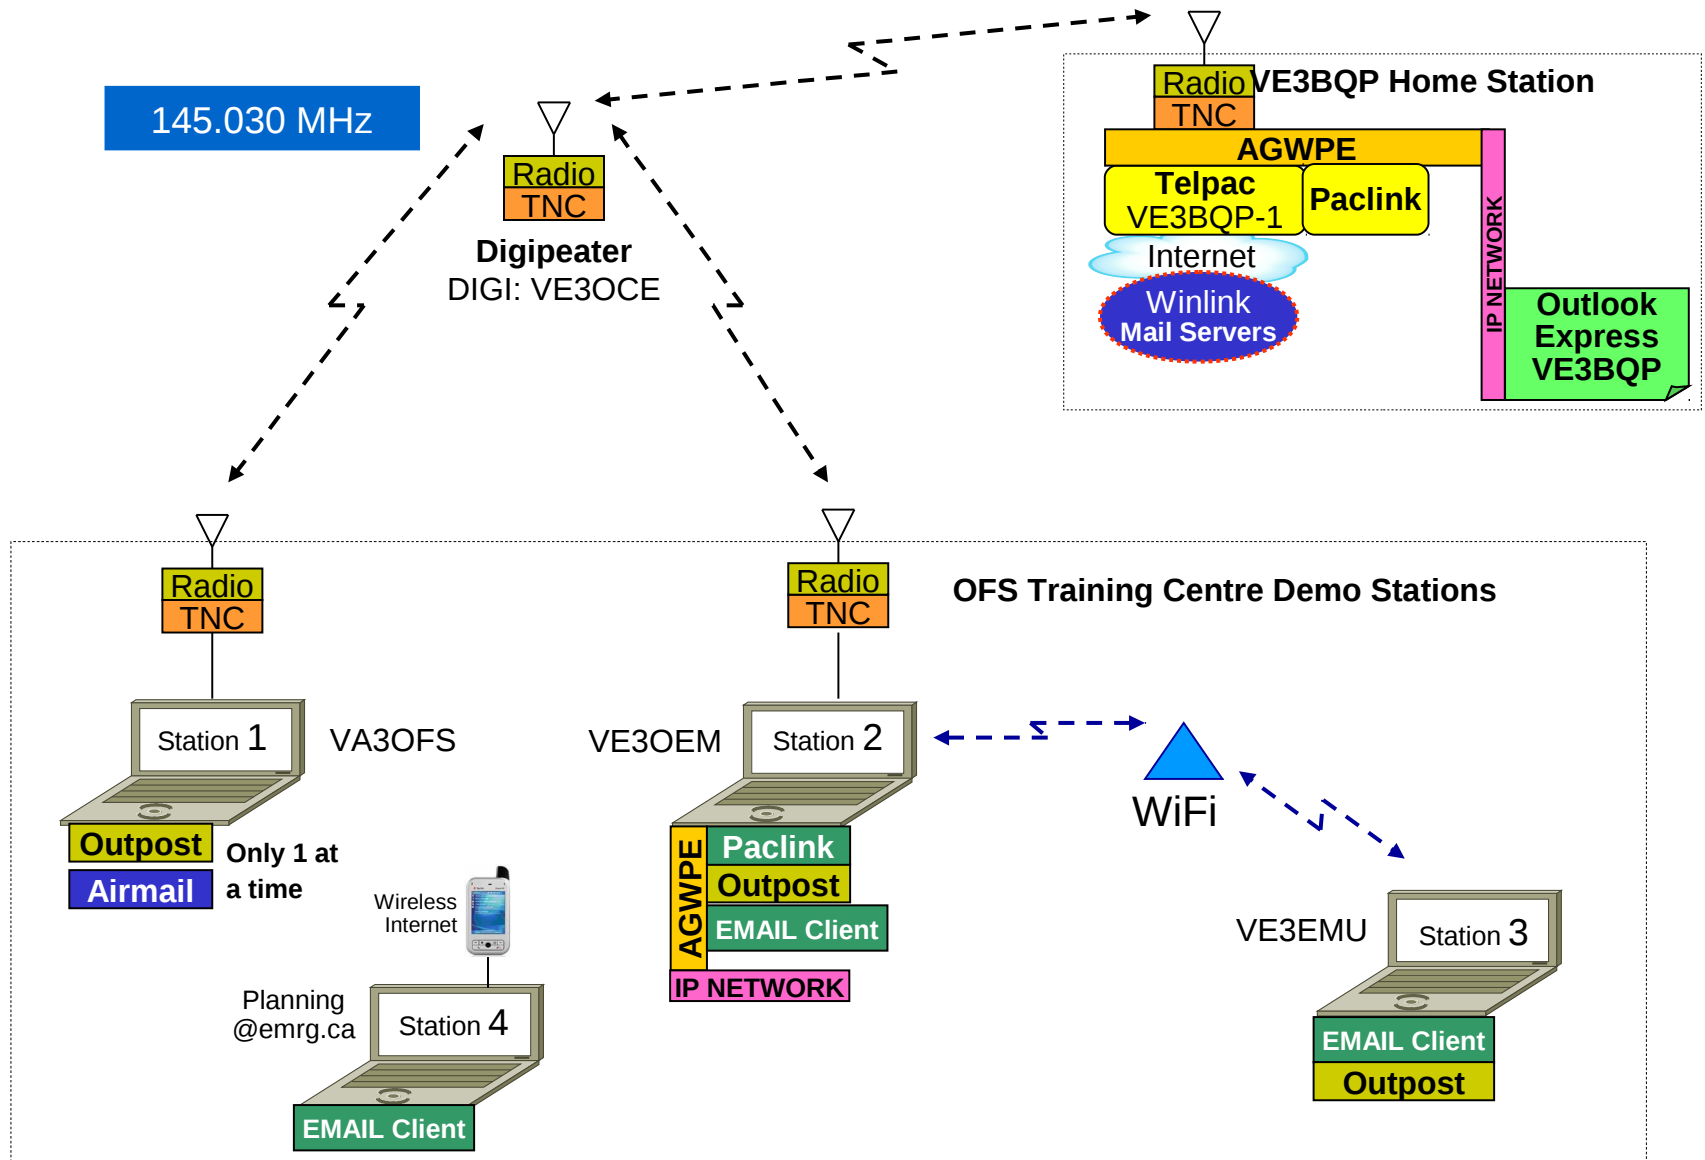 145.030 MHz
Radio
TNC
Digipeater
DIGI: VE3OCE
VE3BQP Home Station
Radio
TNC
AGWPE
Telpac
VE3BQP-1
Paclink
Internet
Winlink
Mail Servers
IP NETWORK
Outlook
Express
VE3BQP
OFS Training Centre Demo Stations
Radio
TNC
Station 1
VA3OFS
Outpost
Airmail
Only 1 at
a time
Radio
TNC
VE3OEM
Station 2
AGWPE
Paclink
Outpost
EMAIL Client
IP NETWORK
WiFi
VE3EMU
Station 3
EMAIL Client
Outpost
Wireless
Internet
Planning
@emrg.ca
Station 4
EMAIL Client